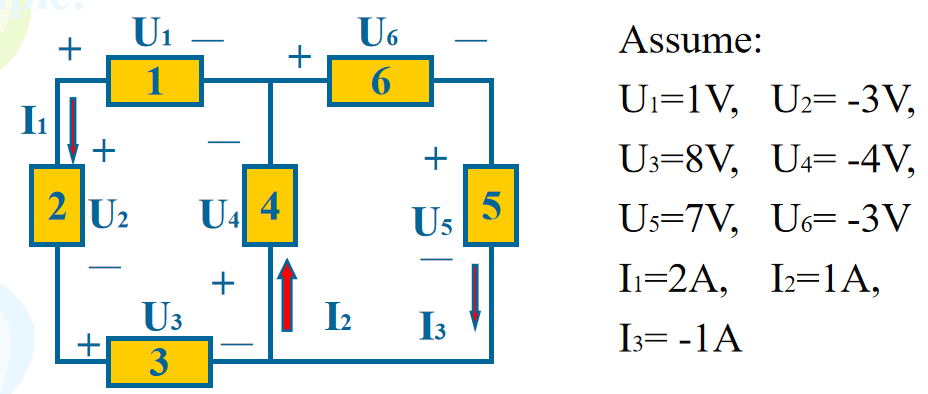 U₁ U₆
+ − + −
1 6
I₁
+ − +
2 U₂ U₄ 4 U₅ 5
− + −
U₃ I₂ I₃
+ −
3
Assume:
U₁=1V, U₂= -3V,
U₃=8V, U₄= -4V,
U₅=7V, U₆= -3V
I₁=2A, I₂=1A,
I₃= -1A